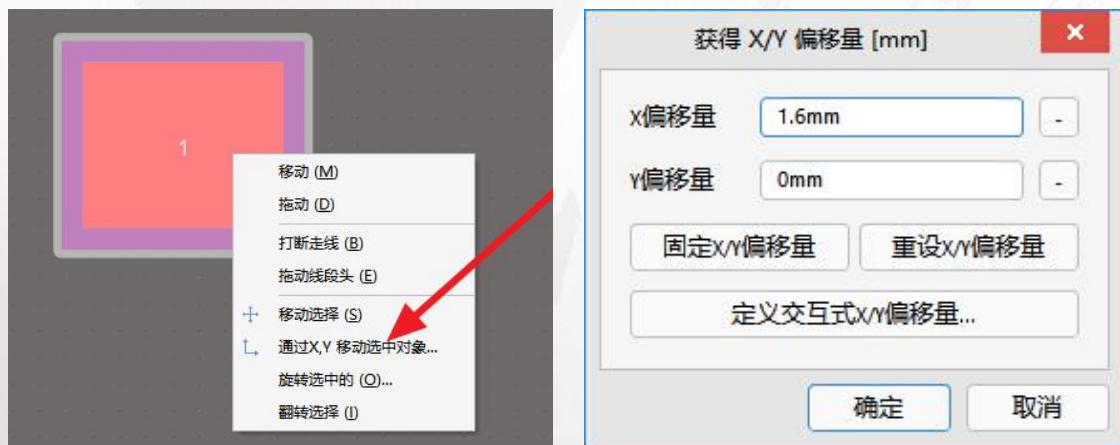 1
移动 (M)
拖动 (D)
打断走线 (B)
拖动线段头 (E)
移动选择 (S)
通过X,Y 移动选中对象...
旋转选中的 (O)...
翻转选择 (I)
获得 X/Y 偏移量 [mm]
X偏移量 1.6mm -
Y偏移量 0mm -
固定X/Y偏移量 重设X/Y偏移量
定义交互式X/Y偏移量...
确定 取消